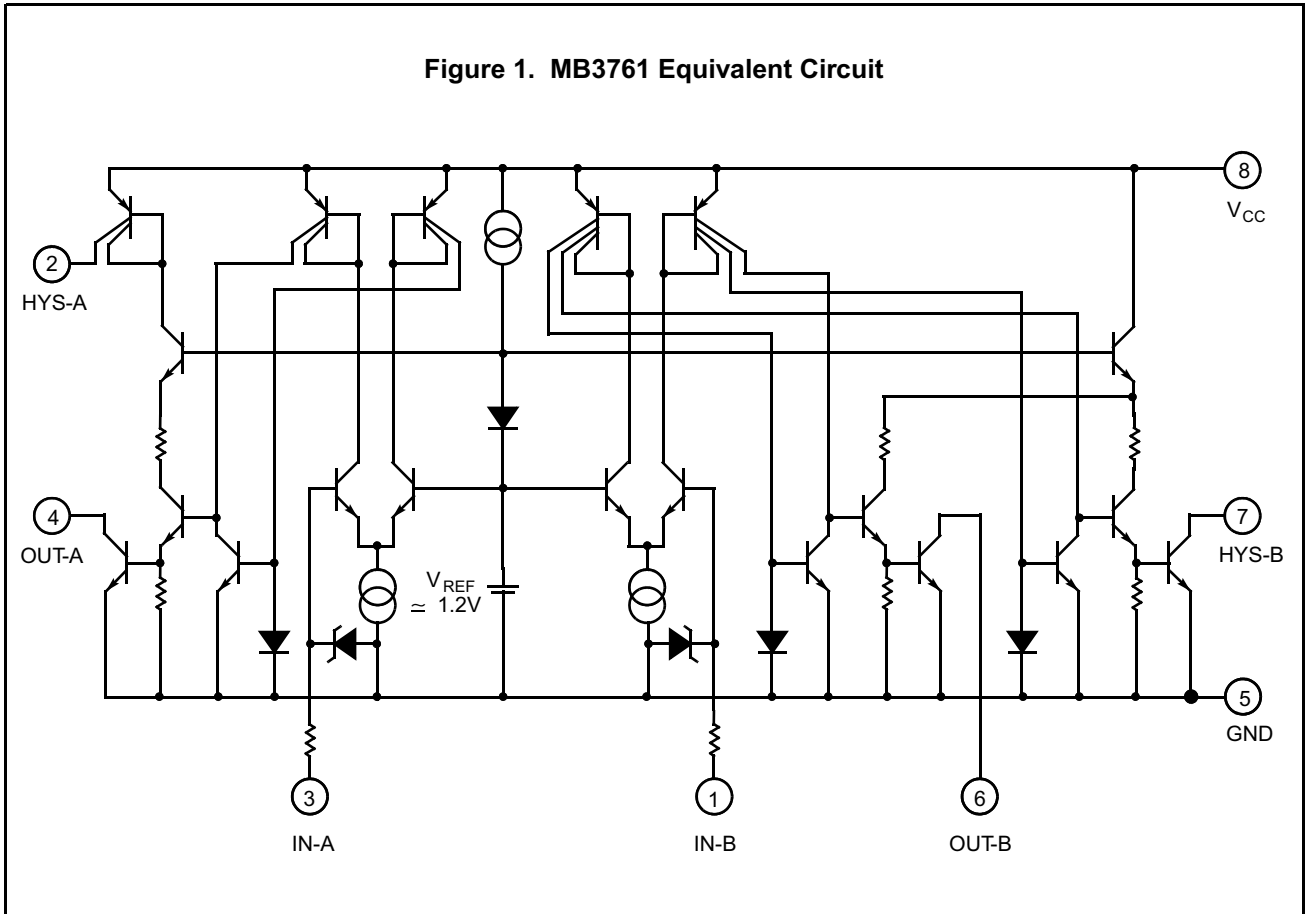 Figure 1. MB3761 Equivalent Circuit
8
VCC
2
HYS-A
4
OUT-A
7
HYS-B
VREF
≃ 1.2V
5
GND
3
IN-A
1
IN-B
6
OUT-B